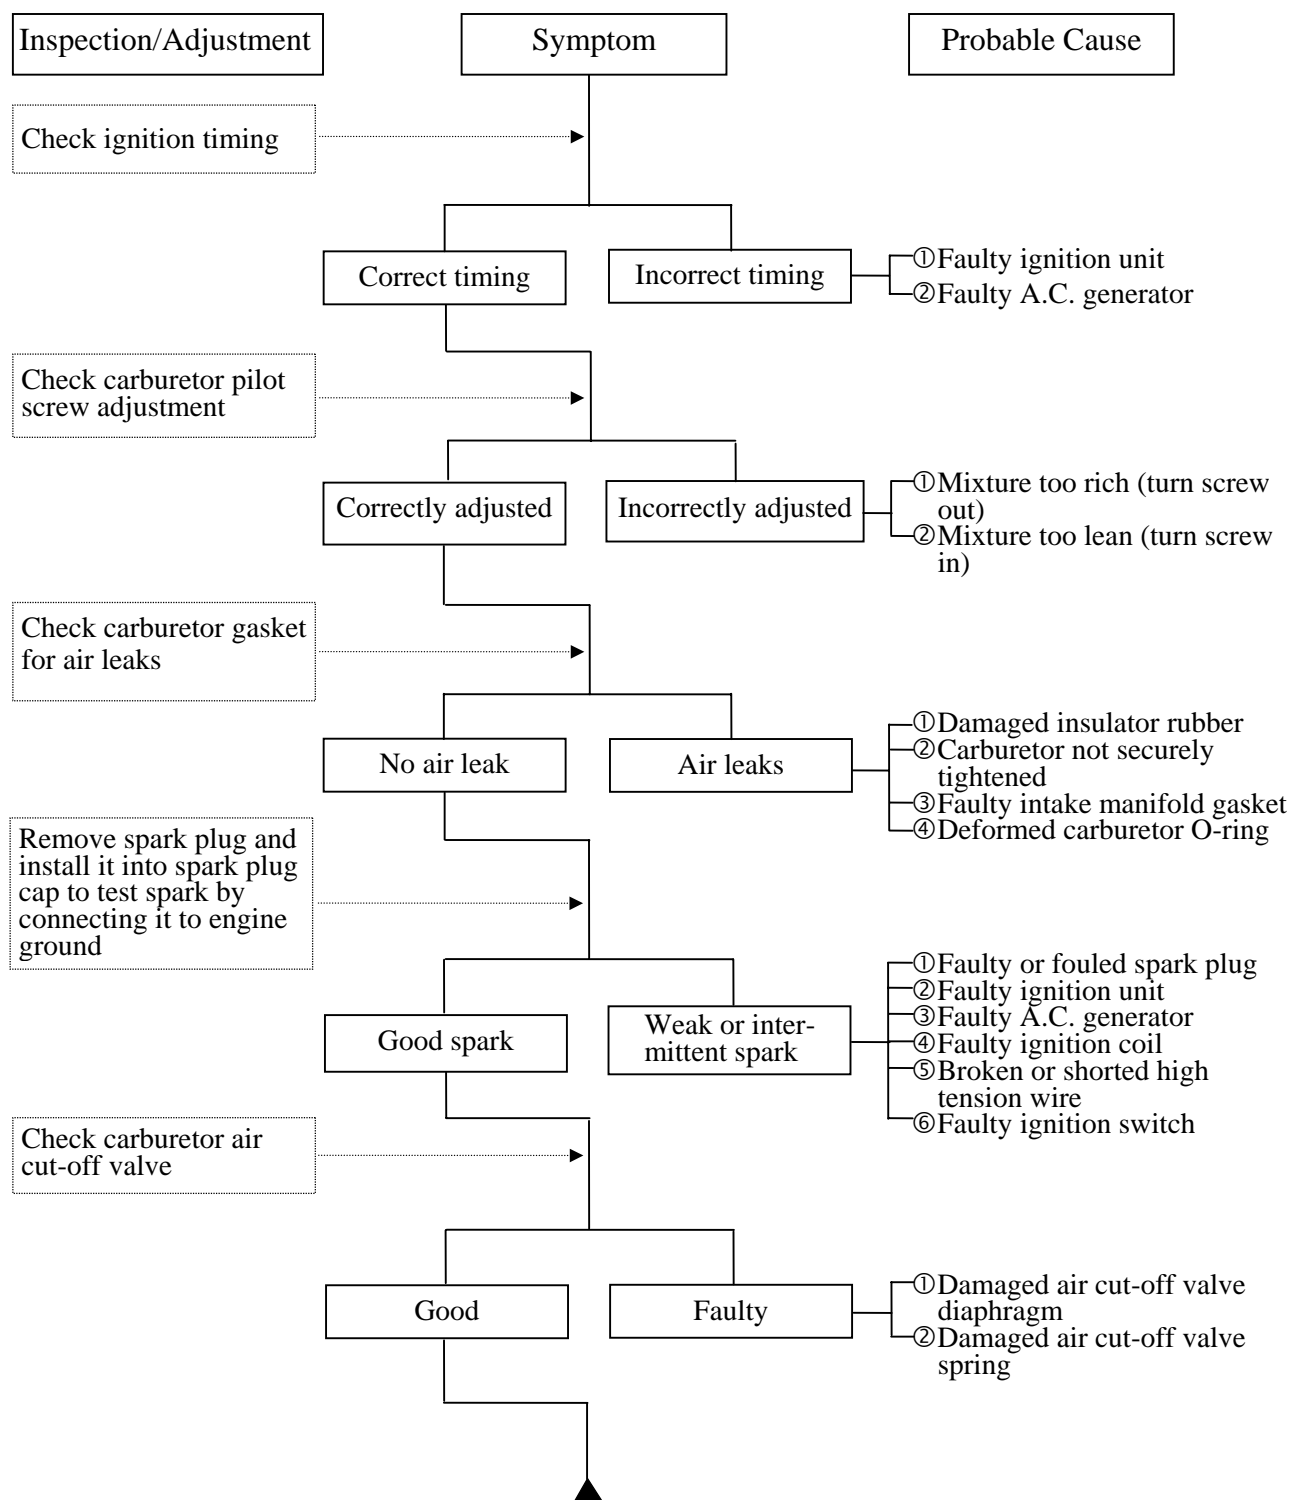 Inspection/Adjustment
Symptom
Probable Cause
Check ignition timing
Correct timing
Incorrect timing
①Faulty ignition unit
②Faulty A.C. generator
Check carburetor pilot
screw adjustment
Correctly adjusted
Incorrectly adjusted
①Mixture too rich (turn screw
out)
②Mixture too lean (turn screw
in)
Check carburetor gasket
for air leaks
No air leak
Air leaks
①Damaged insulator rubber
②Carburetor not securely
tightened
③Faulty intake manifold gasket
④Deformed carburetor O-ring
Remove spark plug and
install it into spark plug
cap to test spark by
connecting it to engine
ground
Good spark
Weak or inter-
mittent spark
①Faulty or fouled spark plug
②Faulty ignition unit
③Faulty A.C. generator
④Faulty ignition coil
⑤Broken or shorted high
tension wire
⑥Faulty ignition switch
Check carburetor air
cut-off valve
Good
Faulty
①Damaged air cut-off valve
diaphragm
②Damaged air cut-off valve
spring